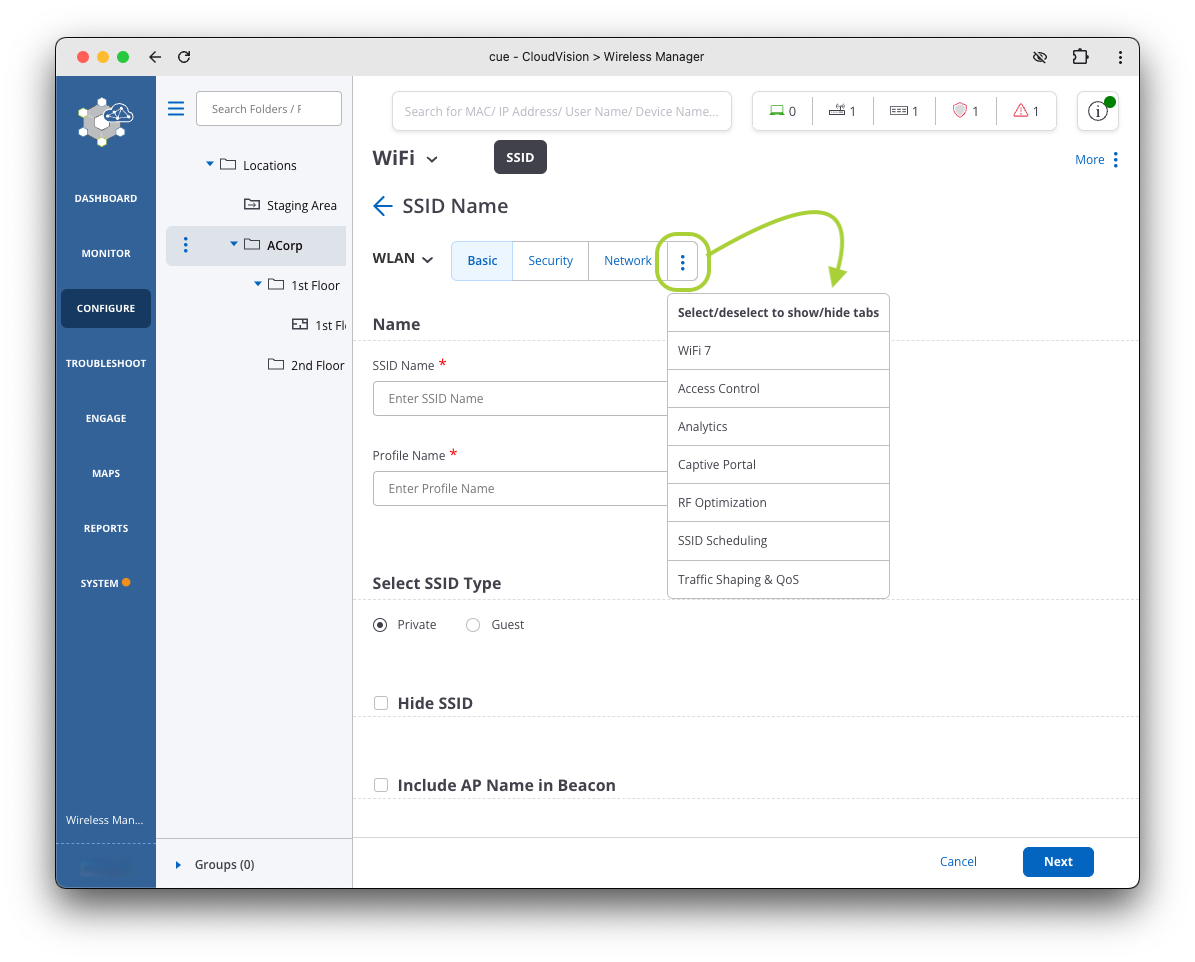 cue - CloudVision > Wireless Manager
DASHBOARD
MONITOR
CONFIGURE
TROUBLESHOOT
ENGAGE
MAPS
REPORTS
SYSTEM
Wireless Man...
Search Folders / F
Locations
Staging Area
ACorp
1st Floor
1st Fl
2nd Floor
Groups (0)
Search for MAC/ IP Address/ User Name/ Device Name...
0 1 1 1 1
WiFi
SSID
More
SSID Name
WLAN
Basic Security Network
Select/deselect to show/hide tabs
WiFi 7
Access Control
Analytics
Captive Portal
RF Optimization
SSID Scheduling
Traffic Shaping & QoS
Name
SSID Name *
Enter SSID Name
Profile Name *
Enter Profile Name
Select SSID Type
Private Guest
Hide SSID
Include AP Name in Beacon
Cancel Next